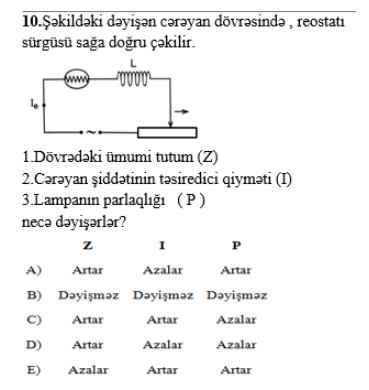 10.Şəkildəki dəyişən cərəyan dövrəsində , reostatı
sürgüsü sağa doğru çəkilir.
L
Iₒ
~
1.Dövrədəki ümumi tutum (Z)
2.Cərəyan şiddətinin təsiredici qiyməti (I)
3.Lampanın parlaqlığı ( P )
necə dəyişərlər?
Z I P
A) Artar Azalar Artar
B) Dəyişməz Dəyişməz Dəyişməz
C) Artar Artar Azalar
D) Artar Azalar Azalar
E) Azalar Artar Artar